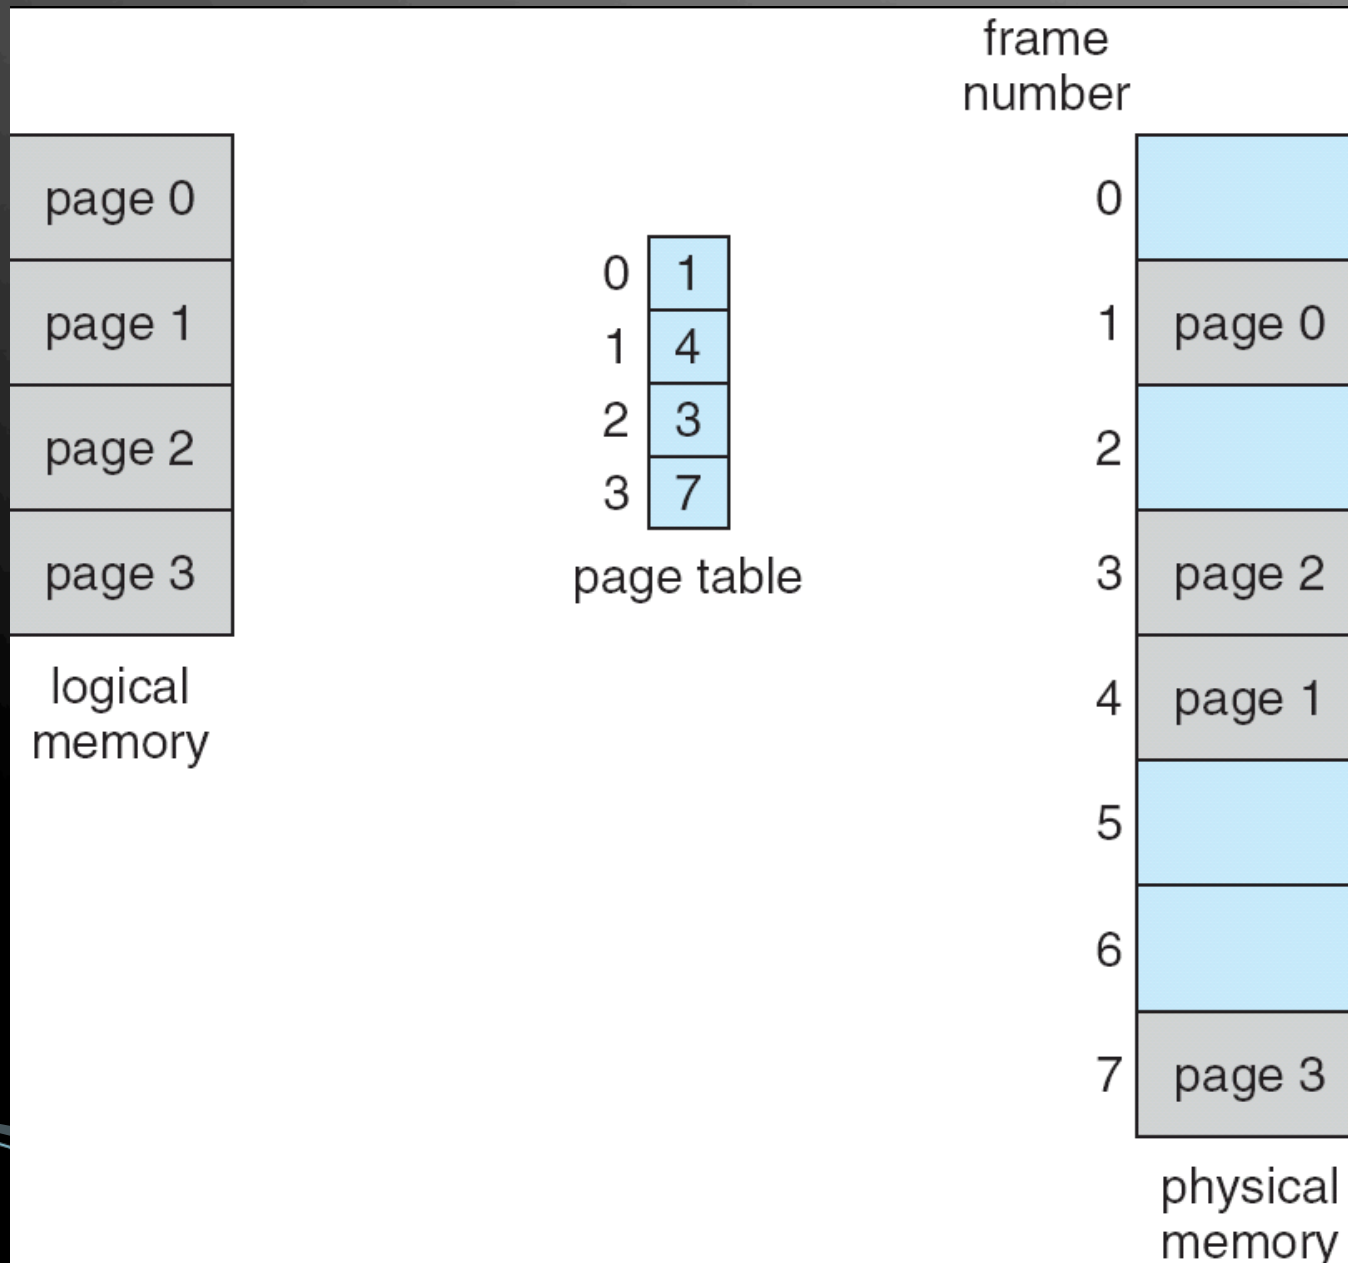 page 0
page 1
page 2
page 3
logical
memory
0 1
1 4
2 3
3 7
page table
frame
number
0
1 page 0
2
3 page 2
4 page 1
5
6
7 page 3
physical
memory